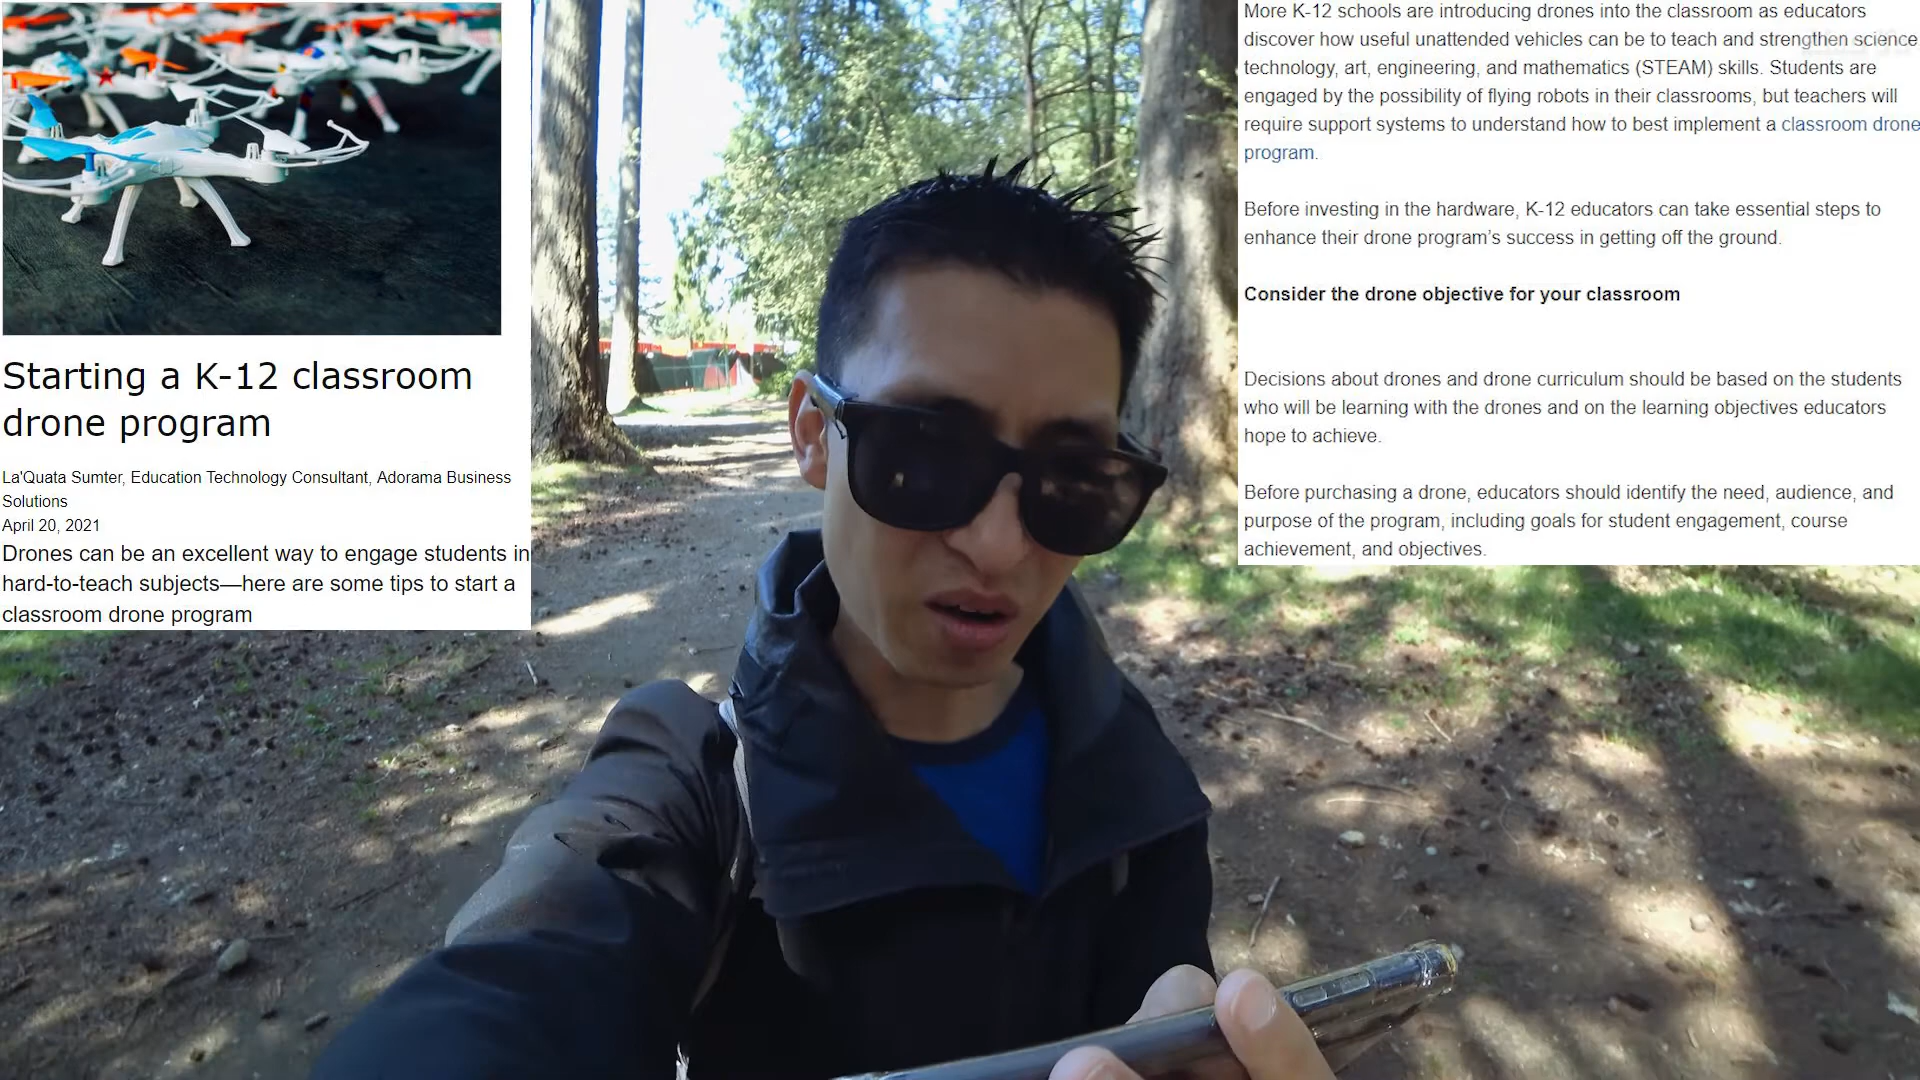 Starting a K-12 classroom
drone program
La'Quata Sumter, Education Technology Consultant, Adorama Business
Solutions
April 20, 2021
Drones can be an excellent way to engage students in
hard-to-teach subjects—here are some tips to start a
classroom drone program
More K-12 schools are introducing drones into the classroom as educators
discover how useful unattended vehicles can be to teach and strengthen science
technology, art, engineering, and mathematics (STEAM) skills. Students are
engaged by the possibility of flying robots in their classrooms, but teachers will
require support systems to understand how to best implement a classroom drone
program.
Before investing in the hardware, K-12 educators can take essential steps to
enhance their drone program’s success in getting off the ground.
Consider the drone objective for your classroom
Decisions about drones and drone curriculum should be based on the students
who will be learning with the drones and on the learning objectives educators
hope to achieve.
Before purchasing a drone, educators should identify the need, audience, and
purpose of the program, including goals for student engagement, course
achievement, and objectives.